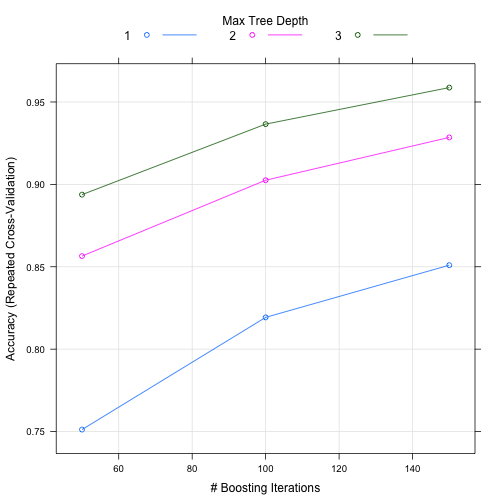 Max Tree Depth
1 2 3
Accuracy (Repeated Cross-Validation)
0.95
0.90
0.85
0.80
0.75
60 80 100 120 140
# Boosting Iterations